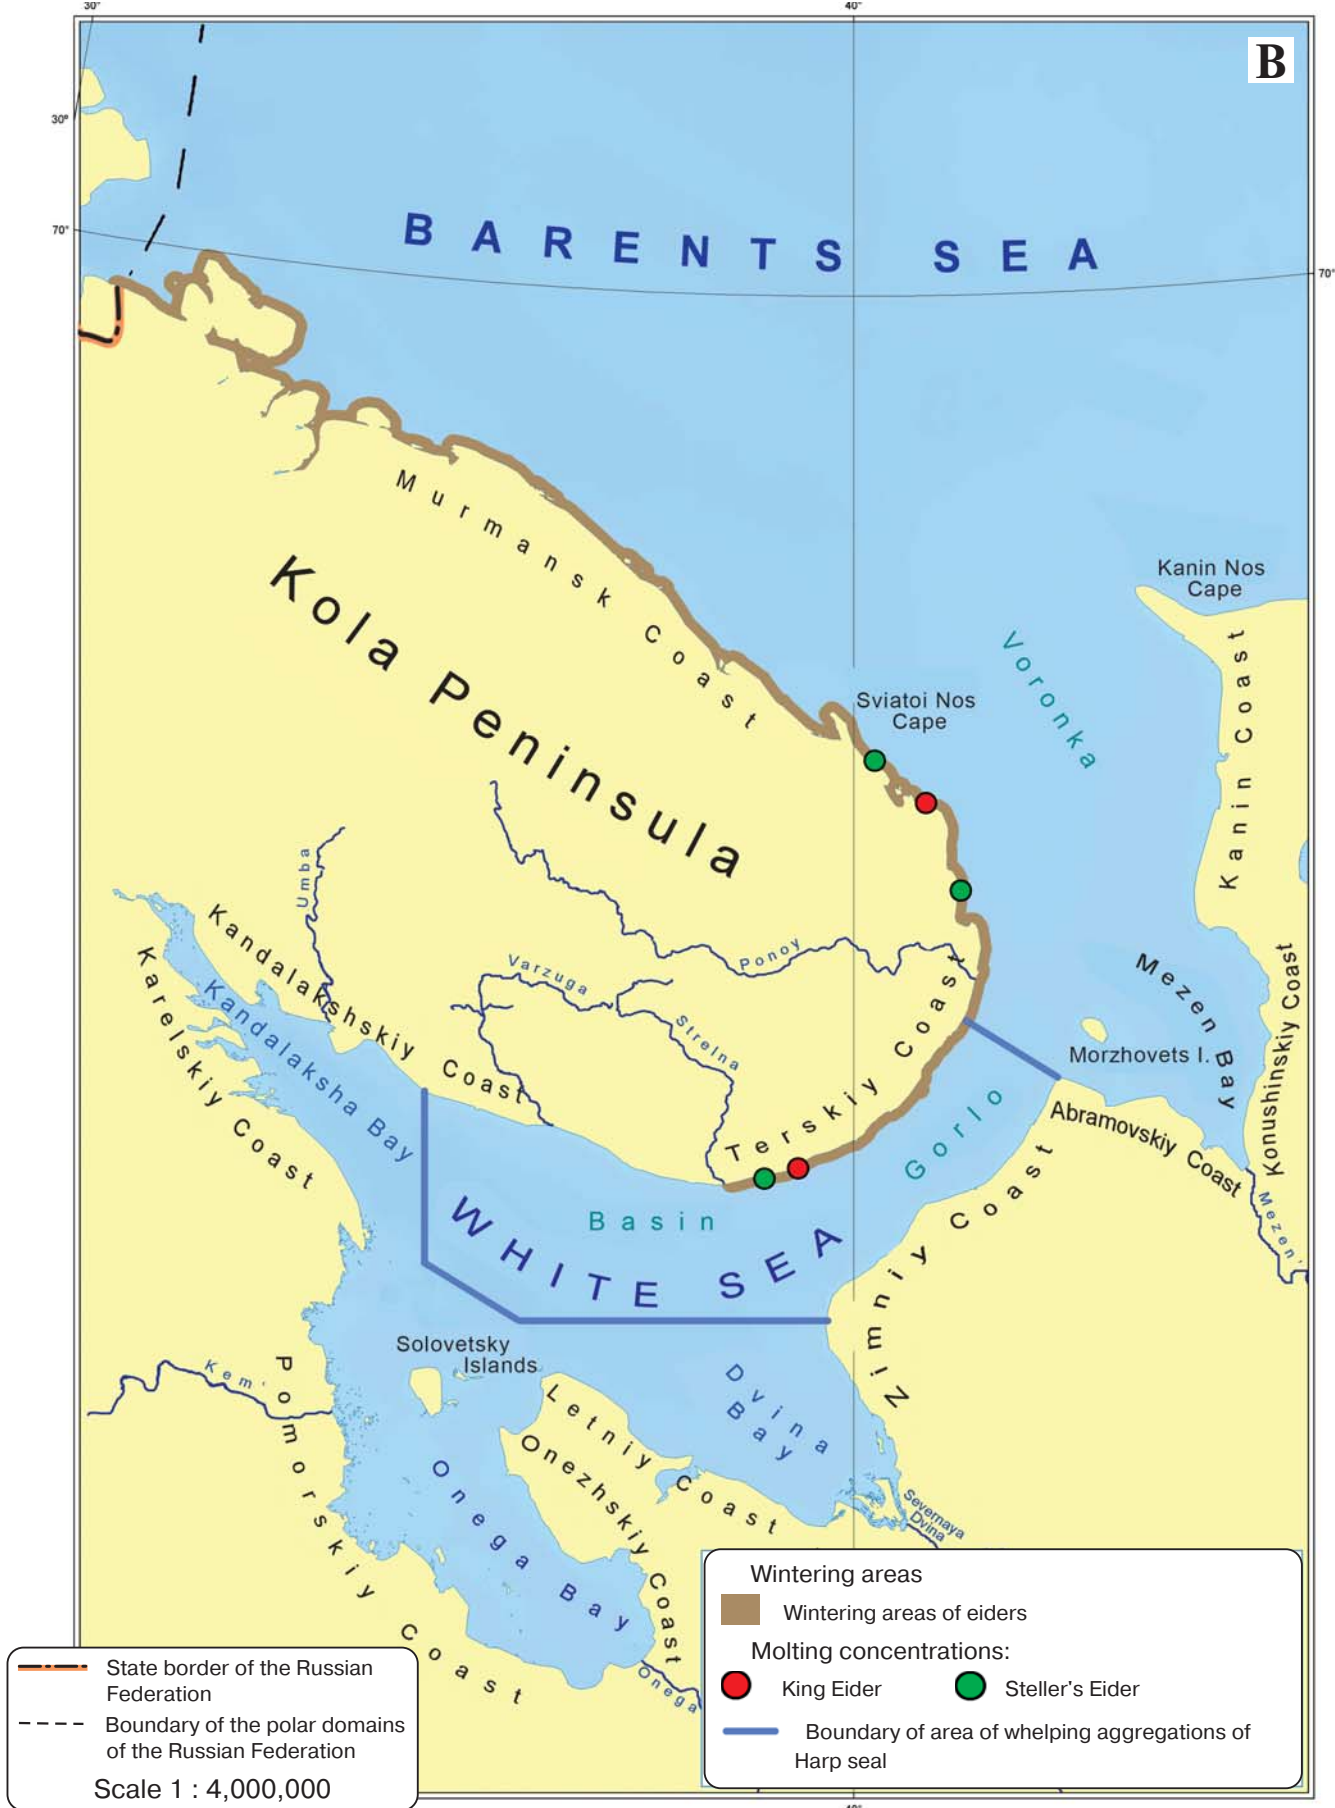 30°
40°
B
30°
70°
BARENTS SEA
70°
Murmansk Coast
Kanin Nos
Cape
Kola Peninsula
Voronka
Kanin Coast
Sviatoi Nos
Cape
Umba
Kandalakshskiy Coast
Karelskiy Coast
Kandalaksha Bay
Varzuga
Ponoy
Strelna
Terskiy Coast
Mezen Bay
Konushinskiy Coast
Morzhovets I.
Abramovskiy Coast
Gorlo
Mezen'
Basin
WHITE SEA
Zimniy Coast
Solovetsky
Islands
Kem'
Pomorskiy Coast
Dvina
Bay
Letniy Coast
Onezhskiy Coast
Onega Bay
Severnaya
Dvina
Onega
Wintering areas
Wintering areas of eiders
Molting concentrations:
King Eider
Steller's Eider
Boundary of area of whelping aggregations of
Harp seal
State border of the Russian
Federation
Boundary of the polar domains
of the Russian Federation
Scale 1 : 4,000,000